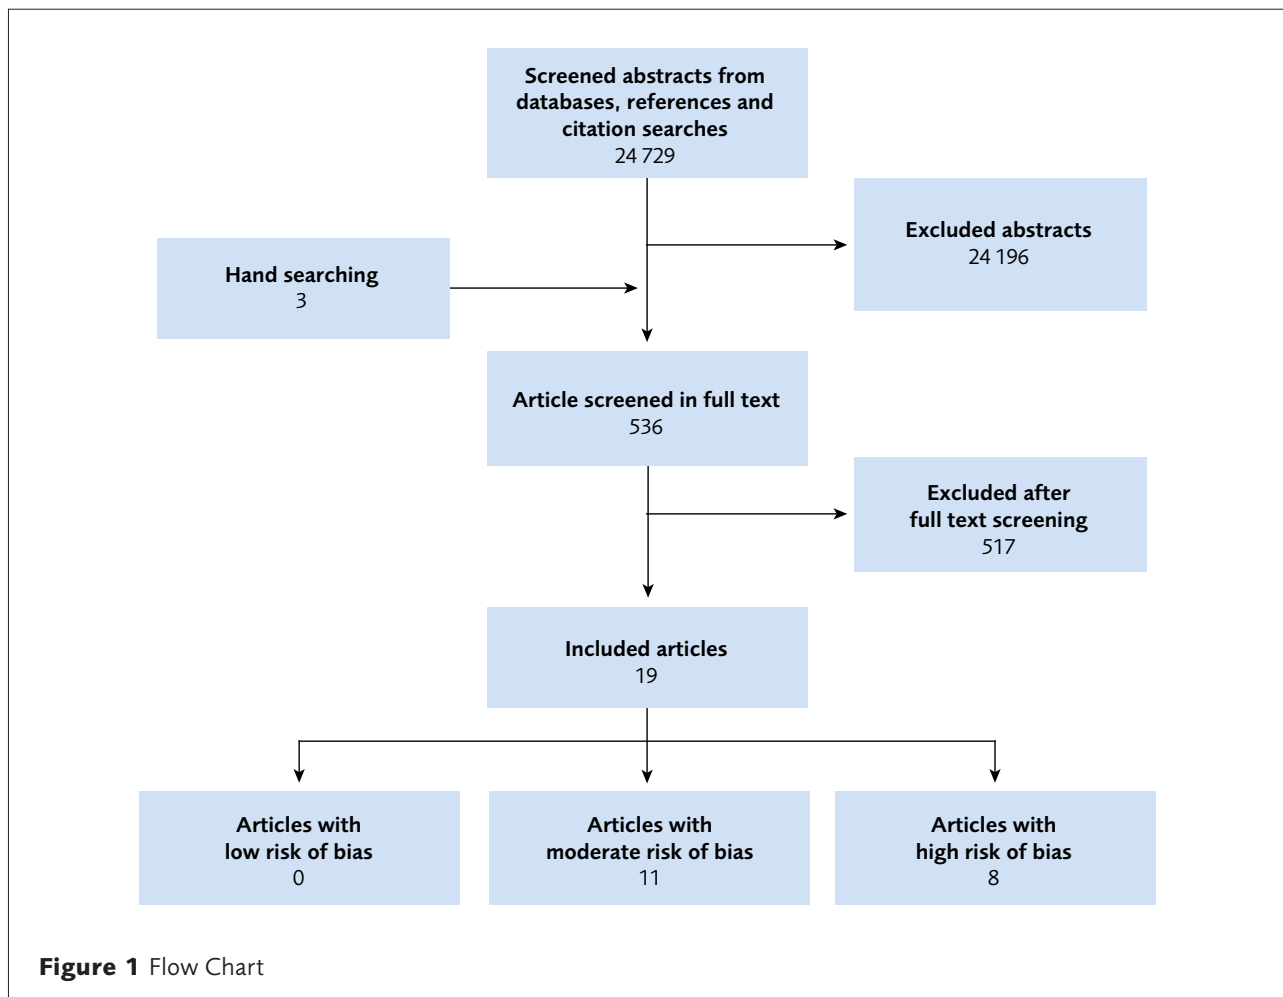 Screened abstracts from
databases, references and
citation searches
24 729
Excluded abstracts
24 196
Hand searching
3
Article screened in full text
536
Excluded after
full text screening
517
Included articles
19
Articles with
low risk of bias
0
Articles with
moderate risk of bias
11
Articles with
high risk of bias
8
Figure 1 Flow Chart